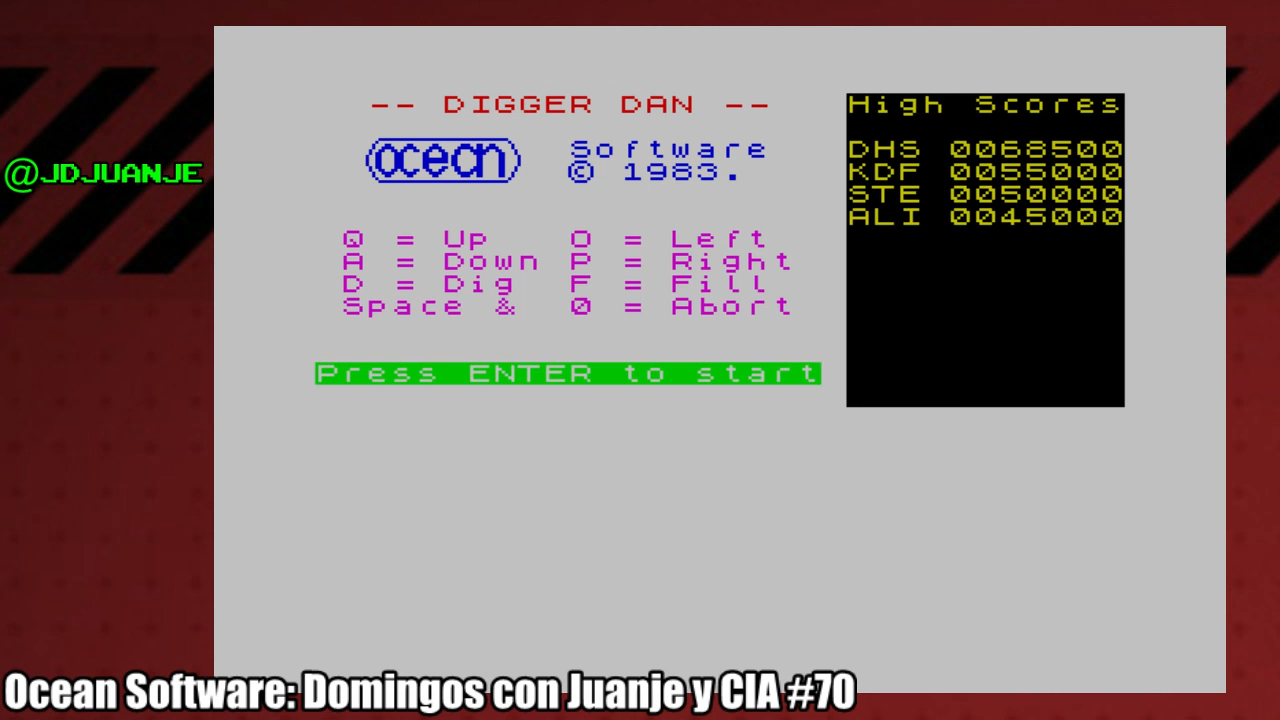 @JDJUANJE
-- DIGGER DAN --
ocean Software
© 1983.
Q = Up O = Left
A = Down P = Right
D = Dig F = Fill
Space & 0 = Abort
Press ENTER to start
High Scores
DHS 0068500
KDF 0055000
STE 0050000
ALI 0045000
Ocean Software: Domingos con Juanje y CIA #70